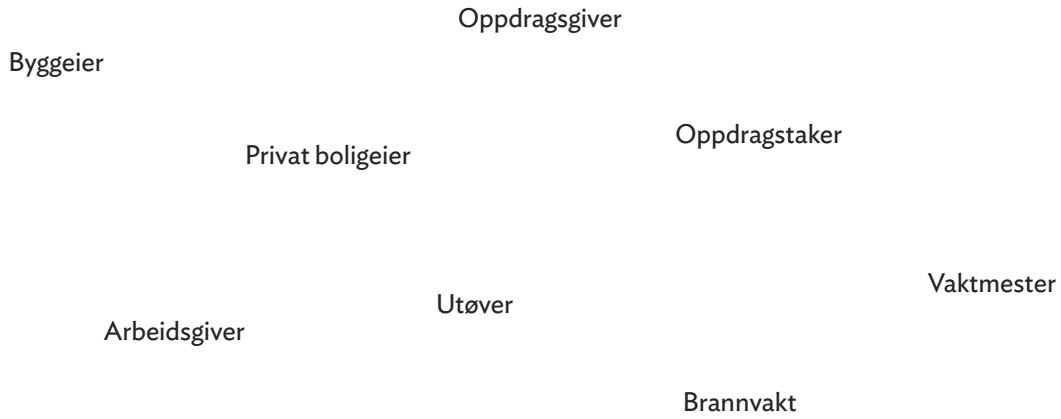 Oppdragsgiver
Byggeier
Oppdragstaker
Privat boligeier
Vaktmester
Utøver
Arbeidsgiver
Brannvakt